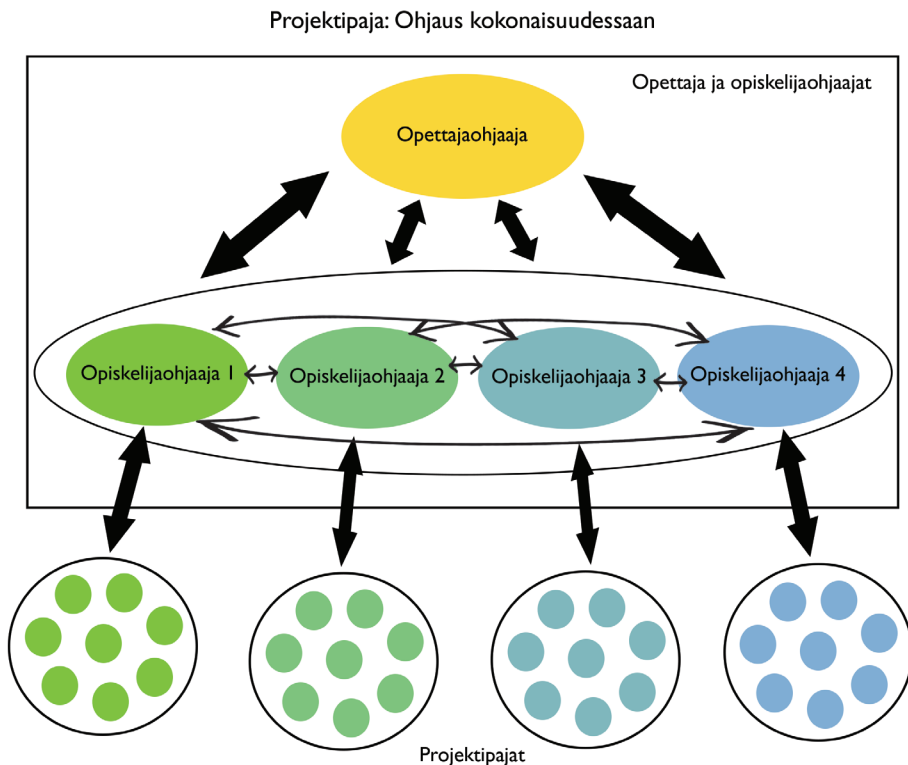 Projektipaja: Ohjaus kokonaisuudessaan
Opettaja ja opiskelijaohjaajat
Opettajaohjaaja
Opiskelijaohjaaja 1
Opiskelijaohjaaja 2
Opiskelijaohjaaja 3
Opiskelijaohjaaja 4
Projektipajat